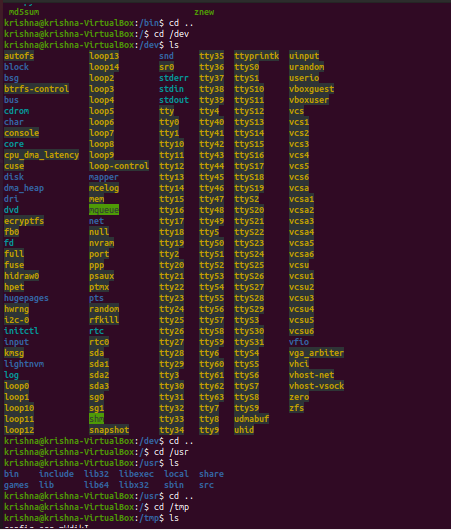 md5sum znew
krishna@krishna-VirtualBox:/bin$ cd ..
krishna@krishna-VirtualBox:/$ cd /dev
krishna@krishna-VirtualBox:/dev$ ls
autofs loop13 snd tty35 ttyprintk uinput
block loop14 sr0 tty36 ttyS0 urandom
bsg loop2 stderr tty37 ttyS1 userio
btrfs-control loop3 stdin tty38 ttyS10 vboxguest
bus loop4 stdout tty39 ttyS11 vboxuser
cdrom loop5 tty tty4 ttyS12 vcs
char loop6 tty0 tty40 ttyS13 vcs1
console loop7 tty1 tty41 ttyS14 vcs2
core loop8 tty10 tty42 ttyS15 vcs3
cpu_dma_latency loop9 tty11 tty43 ttyS16 vcs4
cuse loop-control tty12 tty44 ttyS17 vcs5
disk mapper tty13 tty45 ttyS18 vcs6
dma_heap mcelog tty14 tty46 ttyS19 vcsa
dri mem tty15 tty47 ttyS2 vcsa1
dvd mqueue tty16 tty48 ttyS20 vcsa2
ecryptfs net tty17 tty49 ttyS21 vcsa3
fb0 null tty18 tty5 ttyS22 vcsa4
fd nvram tty19 tty50 ttyS23 vcsa5
full port tty2 tty51 ttyS24 vcsa6
fuse ppp tty20 tty52 ttyS25 vcsu
hidraw0 psaux tty21 tty53 ttyS26 vcsu1
hpet ptmx tty22 tty54 ttyS27 vcsu2
hugepages pts tty23 tty55 ttyS28 vcsu3
hwrng random tty24 tty56 ttyS29 vcsu4
i2c-0 rfkill tty25 tty57 ttyS3 vcsu5
initctl rtc tty26 tty58 ttyS30 vcsu6
input rtc0 tty27 tty59 ttyS31 vfio
kmsg sda tty28 tty6 ttyS4 vga_arbiter
lightnvm sda1 tty29 tty60 ttyS5 vhci
log sda2 tty3 tty61 ttyS6 vhost-net
loop0 sda3 tty30 tty62 ttyS7 vhost-vsock
loop1 sg0 tty31 tty63 ttyS8 zero
loop10 sg1 tty32 tty7 ttyS9 zfs
loop11 shm tty33 tty8 udmabuf
loop12 snapshot tty34 tty9 uhid
krishna@krishna-VirtualBox:/dev$ cd ..
krishna@krishna-VirtualBox:/$ cd /usr
krishna@krishna-VirtualBox:/usr$ ls
bin include lib32 libexec local share
games lib lib64 libx32 sbin src
krishna@krishna-VirtualBox:/usr$ cd ..
krishna@krishna-VirtualBox:/$ cd /tmp
krishna@krishna-VirtualBox:/tmp$ ls